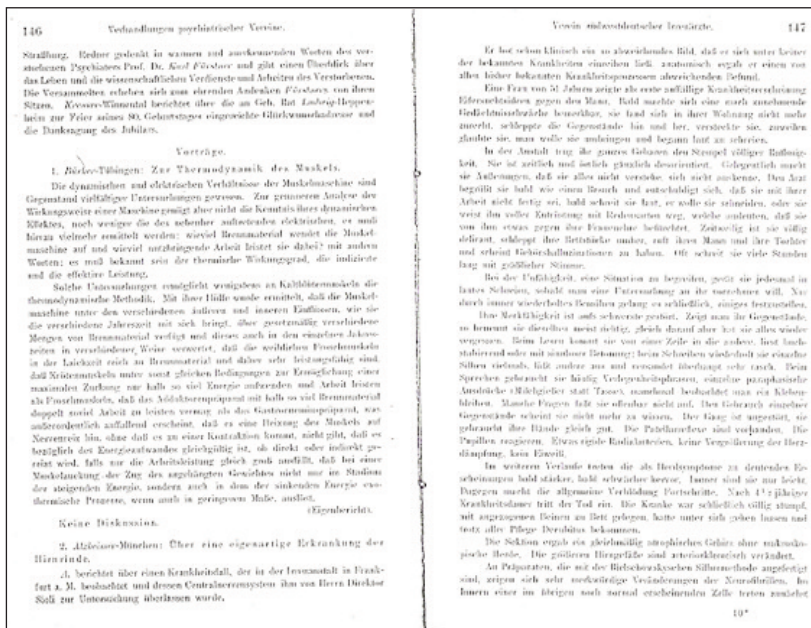 146 Verhandlungen psychiatrischer Vereine.
Straßburg. Redner gedenkt in warmen und anerkennenden Worten des ver-
storbenen Psychiaters Prof. Dr. Karl Fürstner und gibt einen Überblick über
das Leben und die wissenschaftlichen Verdienste und Arbeiten des Verstorbenen.
Die Versammelten erheben sich zum ehrenden Andenken Fürstners von ihren
Sitzen. Kreuser-Winnental berichtet über die an Geh. Rat Ludwig-Heppen-
heim zur Feier seines 80. Geburtstages eingereichte Glückwunschadresse und
die Danksagung des Jubilars.
Vorträge.
1. Bürker-Tübingen: Zur Thermodynamik des Muskels.
Die dynamischen und elektrischen Verhältnisse der Muskelmaschine sind
Gegenstand vielfältiger Untersuchungen gewesen. Zur genaueren Analyse der
Wirkungsweise einer Maschine genügt aber nicht die Kenntnis ihres dynamischen
Effektes, noch weniger die des nebenher auftretenden elektrischen, es muß
hierzu vielmehr ermittelt werden: wieviel Brennmaterial wendet die Muskel-
maschine auf und wieviel nutzbringende Arbeit leistet sie dabei? mit andern
Worten: es muß bekannt sein der thermische Wirkungsgrad, die indizierte
und die effektive Leistung.
Solche Untersuchungen ermöglicht wenigstens an Kaltblütermuskeln die
thermodynamische Methodik. Mit ihrer Hilfe wurde ermittelt, daß die Muskel-
maschine unter den verschiedenen äußeren und inneren Einflüssen, wie sie
die verschiedene Jahreszeit mit sich bringt, über gesetzmäßig verschiedene
Mengen von Brennmaterial verfügt und dieses auch in den einzelnen Jahres-
zeiten in verschiedener Weise verwertet, daß die weiblichen Froschmuskeln
in der Laichzeit reich an Brennmaterial und daher sehr leistungsfähig sind,
daß Krötenmuskeln unter sonst gleichen Bedingungen zur Ermöglichung einer
maximalen Zuckung nur halb so viel Energie aufwenden und Arbeit leisten
als Froschmuskeln, daß das Adduktorenpräparat mit halb so viel Brennmaterial
doppelt soviel Arbeit zu leisten vermag als das Gastrocnemiuspräparat, was
außerordentlich auffallend erscheint, daß es eine Heizung des Muskels auf
Nervenreiz hin, ohne daß es zu einer Kontraktion kommt, nicht gibt, daß es
bezüglich des Energieaufwandes gleichgültig ist, ob direkt oder indirekt ge-
reizt wird, falls nur die Arbeitsleistung gleich groß ausfällt, daß bei einer
Muskelzuckung der Zug des angehängten Gewichtes nicht nur im Stadium
der steigenden Energie, sondern auch in dem der sinkenden Energie exo-
thermische Prozesse, wenn auch in geringerem Maße, auslöst.
(Eigenbericht).
Keine Diskussion.
2. Alzheimer-München: Über eine eigenartige Erkrankung der
Hirnrinde.
A. berichtet über einen Krankheitsfall, der in der Irrenanstalt in Frank-
furt a. M. beobachtet und dessen Centralnervensystem ihm von Herrn Direktor
Sioli zur Untersuchung überlassen wurde.
Verein südwestdeutscher Irrenärzte. 147
Er bot schon klinisch ein so abweichendes Bild, daß er sich unter keiner
der bekannten Krankheiten einreihen ließ, anatomisch ergab er einen von
allen bisher bekannten Krankheitsprozessen abweichenden Befund.
Eine Frau von 51 Jahren zeigte als erste auffällige Krankheitserscheinung
Eifersuchtsideen gegen den Mann. Bald machte sich eine rasch zunehmende
Gedächtnisschwäche bemerkbar, sie fand sich in ihrer Wohnung nicht mehr
zurecht, schleppte die Gegenstände hin und her, versteckte sie, zuweilen
glaubte sie, man wolle sie umbringen und begann laut zu schreien.
In der Anstalt trug ihr ganzes Gebaren den Stempel völliger Ratlosig-
keit. Sie ist zeitlich und örtlich gänzlich desorientiert. Gelegentlich macht
sie Äußerungen, daß sie alles nicht verstehe, sich nicht auskenne. Den Arzt
begrüßt sie bald wie einen Besuch und entschuldigt sich, daß sie mit ihrer
Arbeit nicht fertig sei, bald schreit sie laut, er wolle sie schneiden, oder sie
weist ihn voller Entrüstung mit Redensarten weg, welche andeuten, daß sie
von ihm etwas gegen ihre Frauenehre befürchtet. Zeitweilig ist sie völlig
delirant, schleppt ihre Bettstücke umher, ruft ihren Mann und ihre Tochter
und scheint Gehörshalluzinationen zu haben. Oft schreit sie viele Stunden
lang mit gräßlicher Stimme.
Bei der Unfähigkeit, eine Situation zu begreifen, gerät sie jedesmal in
lautes Schreien, sobald man eine Untersuchung an ihr vornehmen will. Nur
durch immer wiederholtes Bemühen gelang es schließlich, einiges festzustellen.
Ihre Merkfähigkeit ist aufs schwerste gestört. Zeigt man ihr Gegenstände,
so benennt sie dieselben meist richtig, gleich darauf aber hat sie alles wieder
vergessen. Beim Lesen kommt sie von einer Zeile in die andere, liest buch-
stabierend oder mit sinnloser Betonung; beim Schreiben wiederholt sie einzelne
Silben vielmals, läßt andere aus und versandet überhaupt sehr rasch. Beim
Sprechen gebraucht sie häufig Verlegenheitsphrasen, einzelne paraphasische
Ausdrücke (Milchgießer statt Tasse), manchmal beobachtet man ein Kleben-
bleiben. Manche Fragen faßt sie offenbar nicht auf. Den Gebrauch einzelner
Gegenstände scheint sie nicht mehr zu wissen. Der Gang ist ungestört, sie
gebraucht ihre Hände gleich gut. Die Patellarreflexe sind vorhanden. Die
Pupillen reagieren. Etwas rigide Radialarterien, keine Vergrößerung der Herz-
dämpfung, kein Eiweiß.
Im weiteren Verlaufe treten die als Herdsymptome zu deutenden Er-
scheinungen bald stärker, bald schwächer hervor. Immer sind sie nur leicht.
Dagegen macht die allgemeine Verblödung Fortschritte. Nach 4½jähriger
Krankheitsdauer tritt der Tod ein. Die Kranke war schließlich völlig stumpf,
mit angezogenen Beinen zu Bett gelegen, hatte unter sich gehen lassen und
trotz aller Pflege Decubitus bekommen.
Die Sektion ergab ein gleichmäßig atrophisches Gehirn ohne makrosko-
pische Herde. Die größeren Hirngefäße sind arteriosklerotisch verändert.
An Präparaten, die mit der Bielschowskyschen Silbermethode angefertigt
sind, zeigen sich sehr merkwürdige Veränderungen der Neurofibrillen. Im
Innern einer im übrigen noch normal erscheinenden Zelle treten zunächst
10*